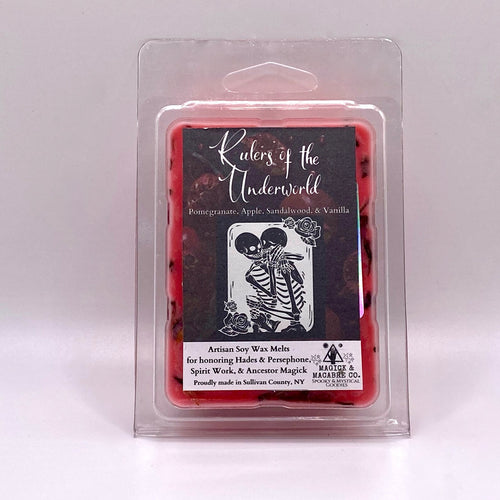 Rulers of the
Underworld
Pomegranate, Apple, Sandalwood, & Vanilla
Artisan Soy Wax Melts
for honoring Hades & Persephone,
Spirit Work, & Ancestor Magick
Proudly made in Sullivan County, NY
MAGICK &
MACABRE CO.
SPOOKY & MYSTICAL
GOODIES